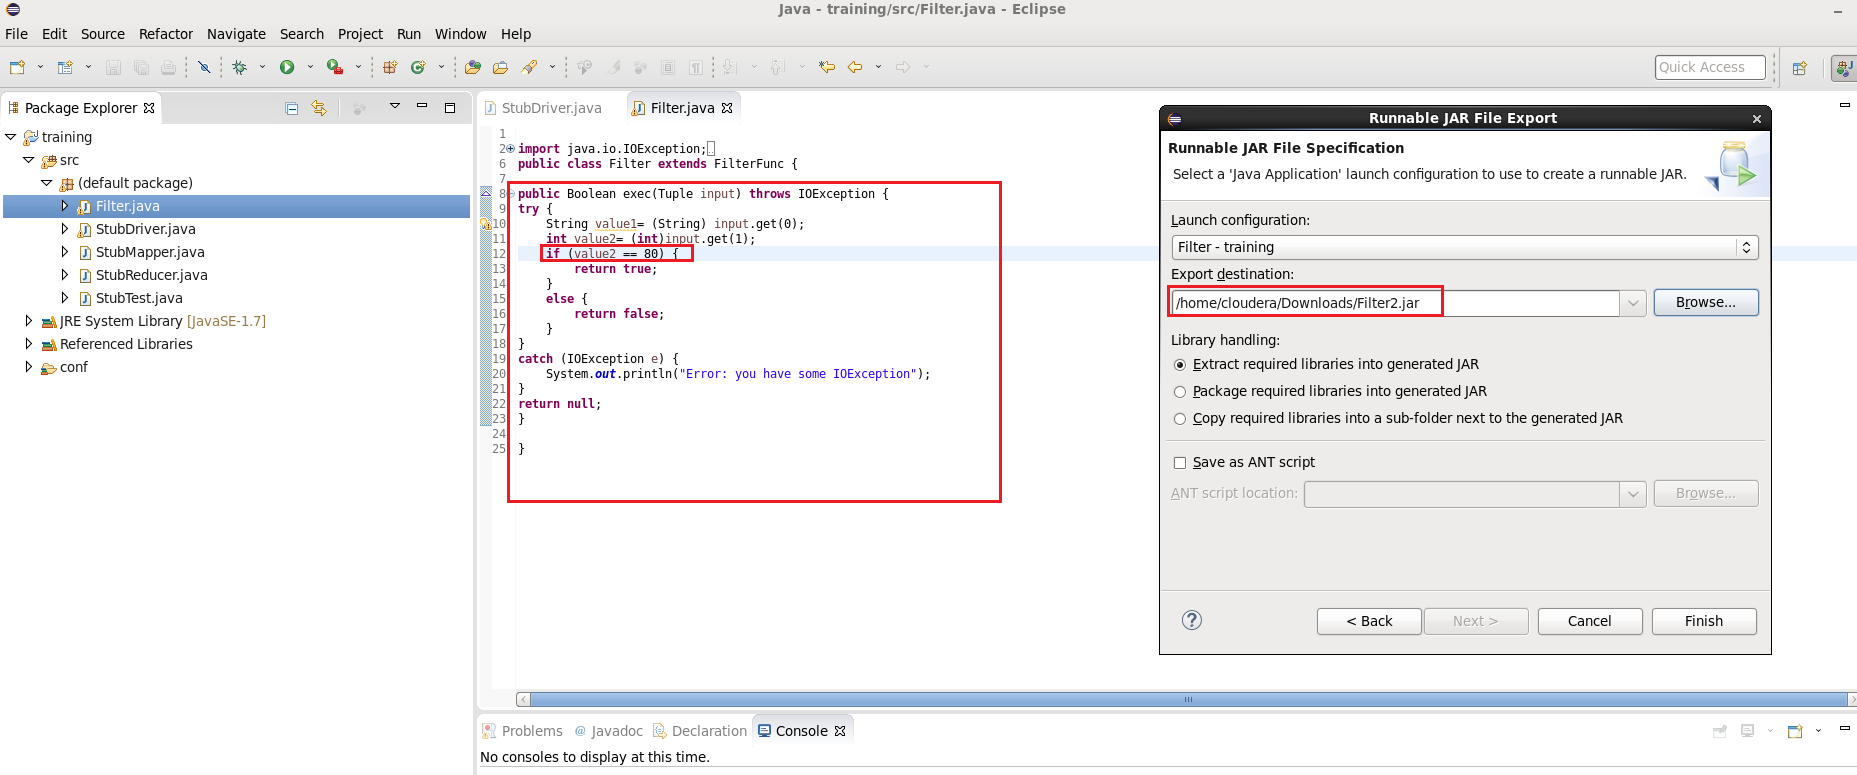 Java - training/src/Filter.java - Eclipse
File Edit Source Refactor Navigate Search Project Run Window Help
Quick Access
Package Explorer
training
src
(default package)
Filter.java
StubDriver.java
StubMapper.java
StubReducer.java
StubTest.java
JRE System Library [JavaSE-1.7]
Referenced Libraries
conf
StubDriver.java Filter.java
1
2 import java.io.IOException;
6 public class Filter extends FilterFunc {
7
8 public Boolean exec(Tuple input) throws IOException {
9 try {
10 String value1= (String) input.get(0);
11 int value2= (int)input.get(1);
12 if (value2 == 80) {
13 return true;
14 }
15 else {
16 return false;
17 }
18 }
19 catch (IOException e) {
20 System.out.println("Error: you have some IOException");
21 }
22 return null;
23 }
24
25 }
Runnable JAR File Export
Runnable JAR File Specification
Select a 'Java Application' launch configuration to use to create a runnable JAR.
Launch configuration:
Filter - training
Export destination:
/home/cloudera/Downloads/Filter2.jar Browse...
Library handling:
Extract required libraries into generated JAR
Package required libraries into generated JAR
Copy required libraries into a sub-folder next to the generated JAR
Save as ANT script
ANT script location: Browse...
< Back Next > Cancel Finish
Problems Javadoc Declaration Console
No consoles to display at this time.